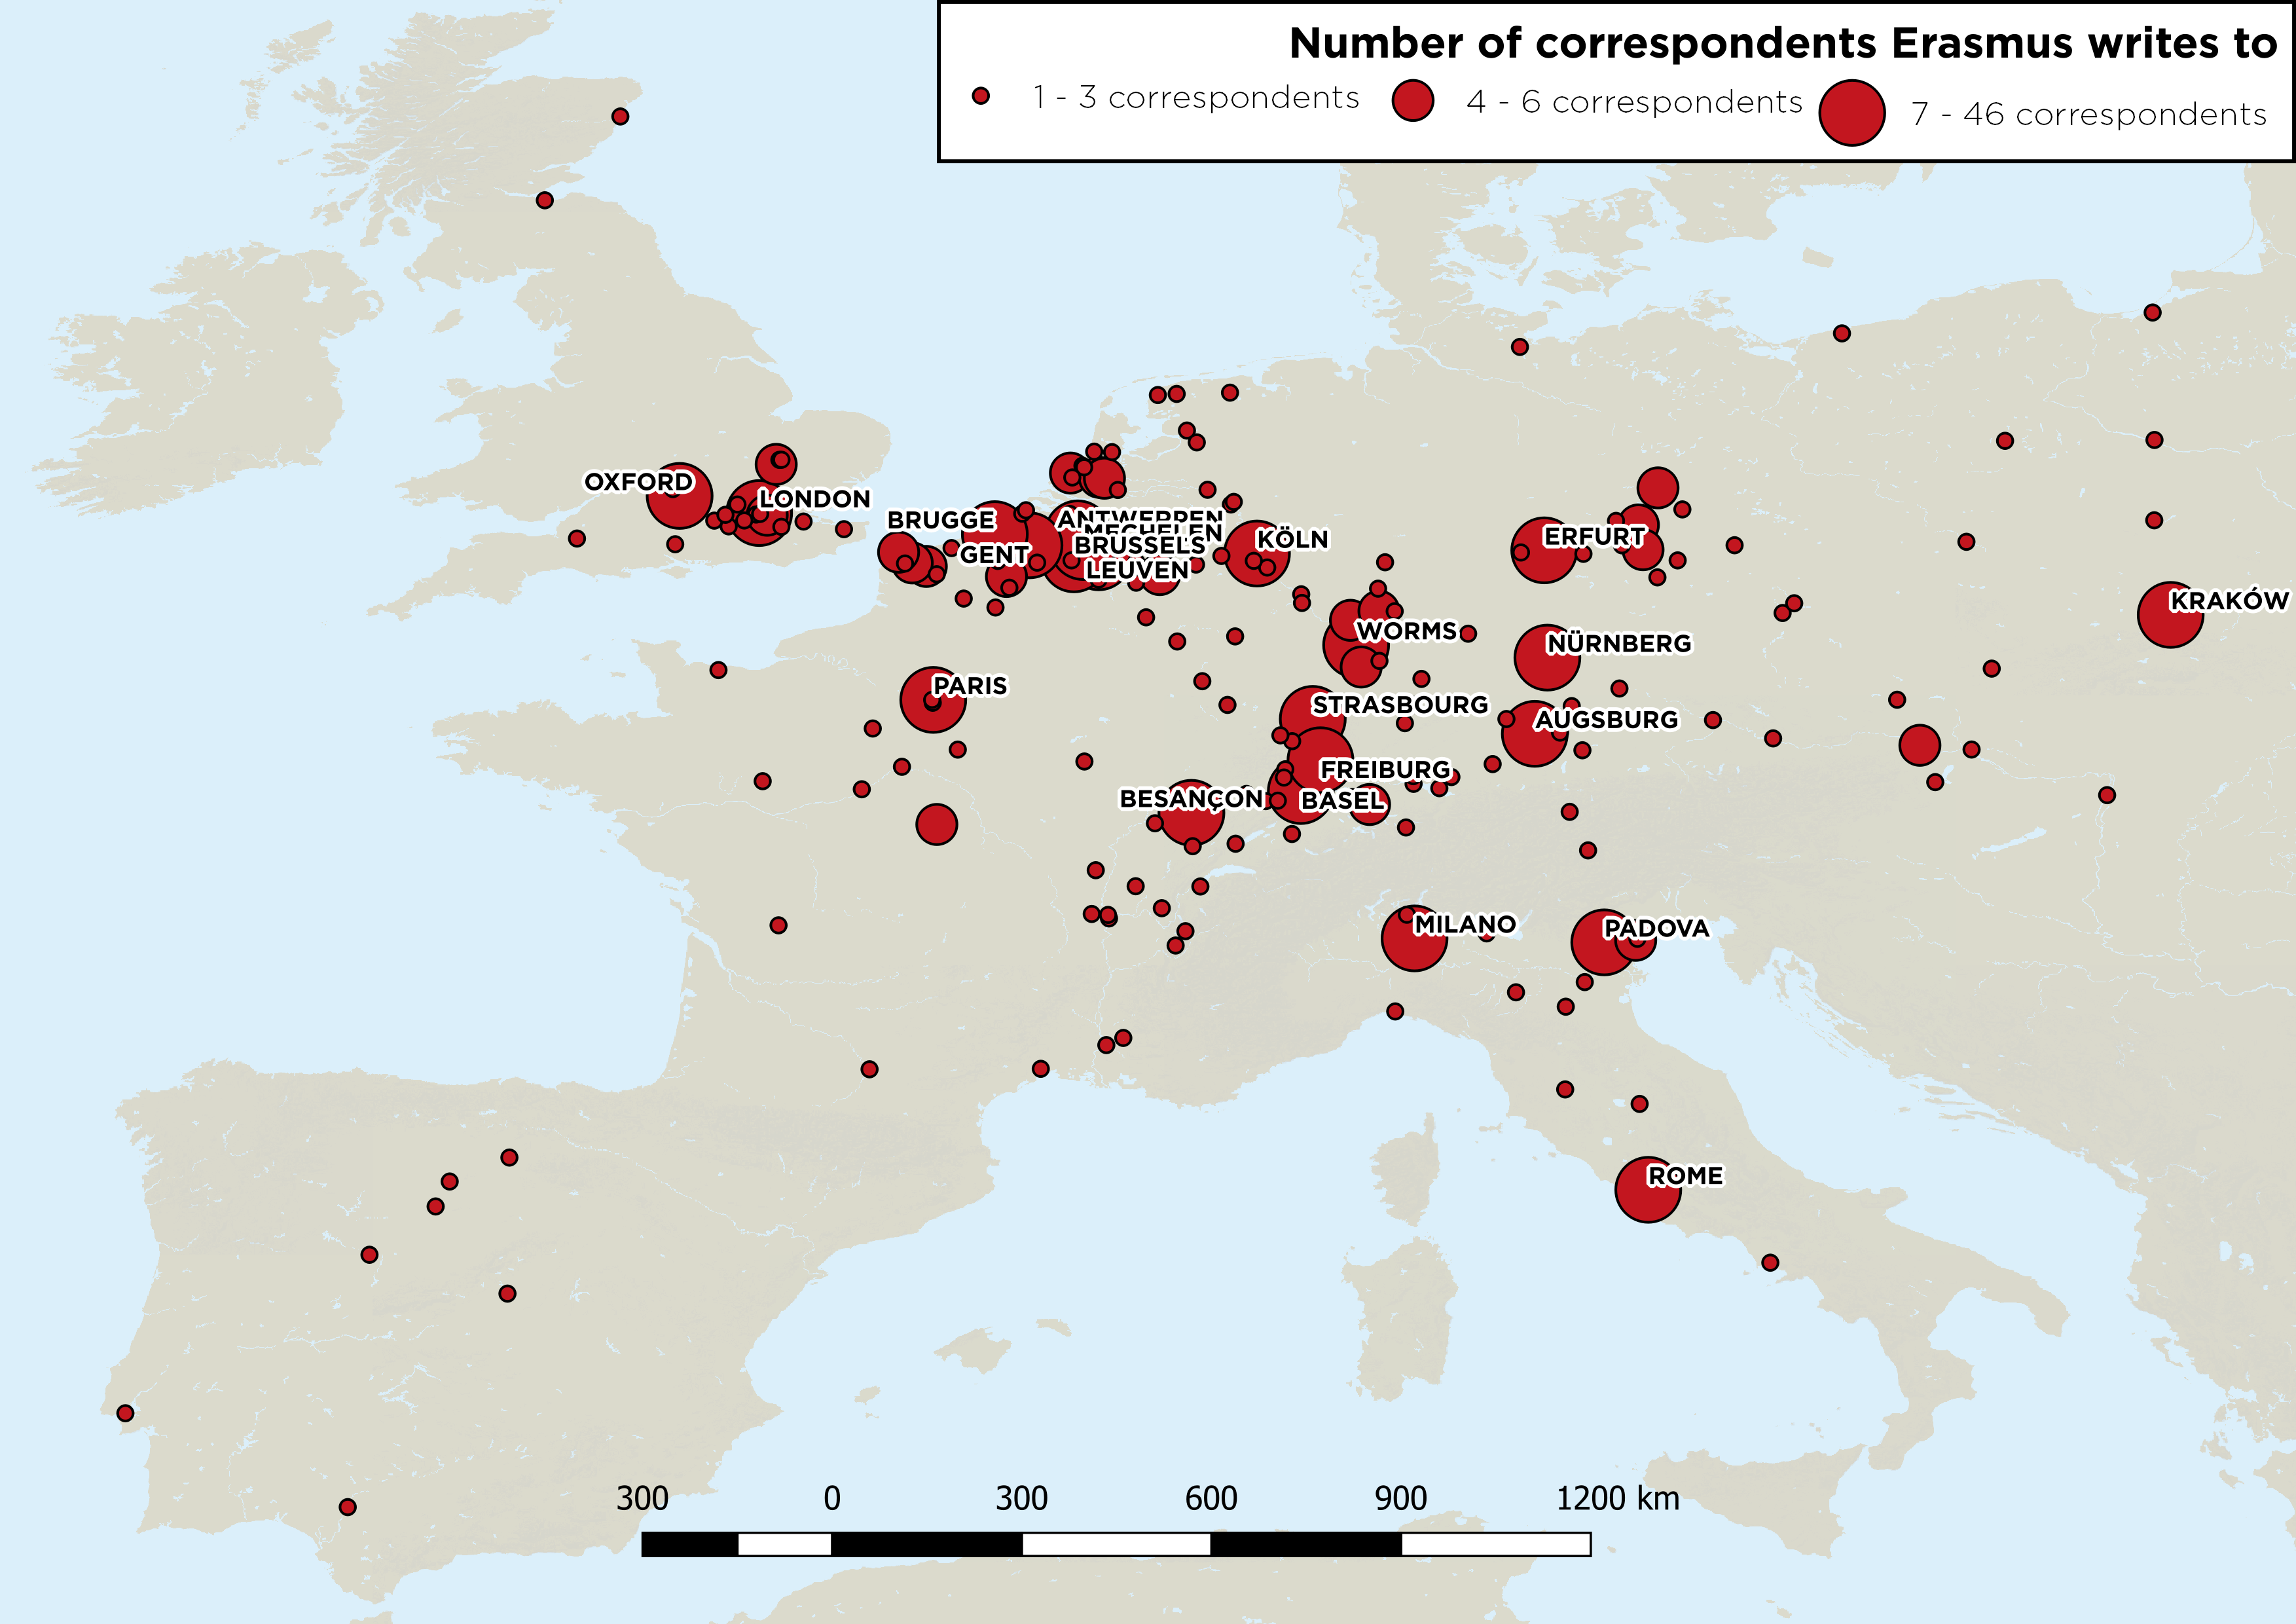 Number of correspondents Erasmus writes to
1 - 3 correspondents 4 - 6 correspondents 7 - 46 correspondents
OXFORD
LONDON
BRUGGE
ANTWERPEN
MECHELEN
KÖLN
ERFURT
BRUSSELS
GENT
LEUVEN
KRAKÓW
WORMS
NÜRNBERG
PARIS
STRASBOURG
AUGSBURG
FREIBURG
BESANÇON
BASEL
MILANO
PADOVA
ROME
300 0 300 600 900 1200 km